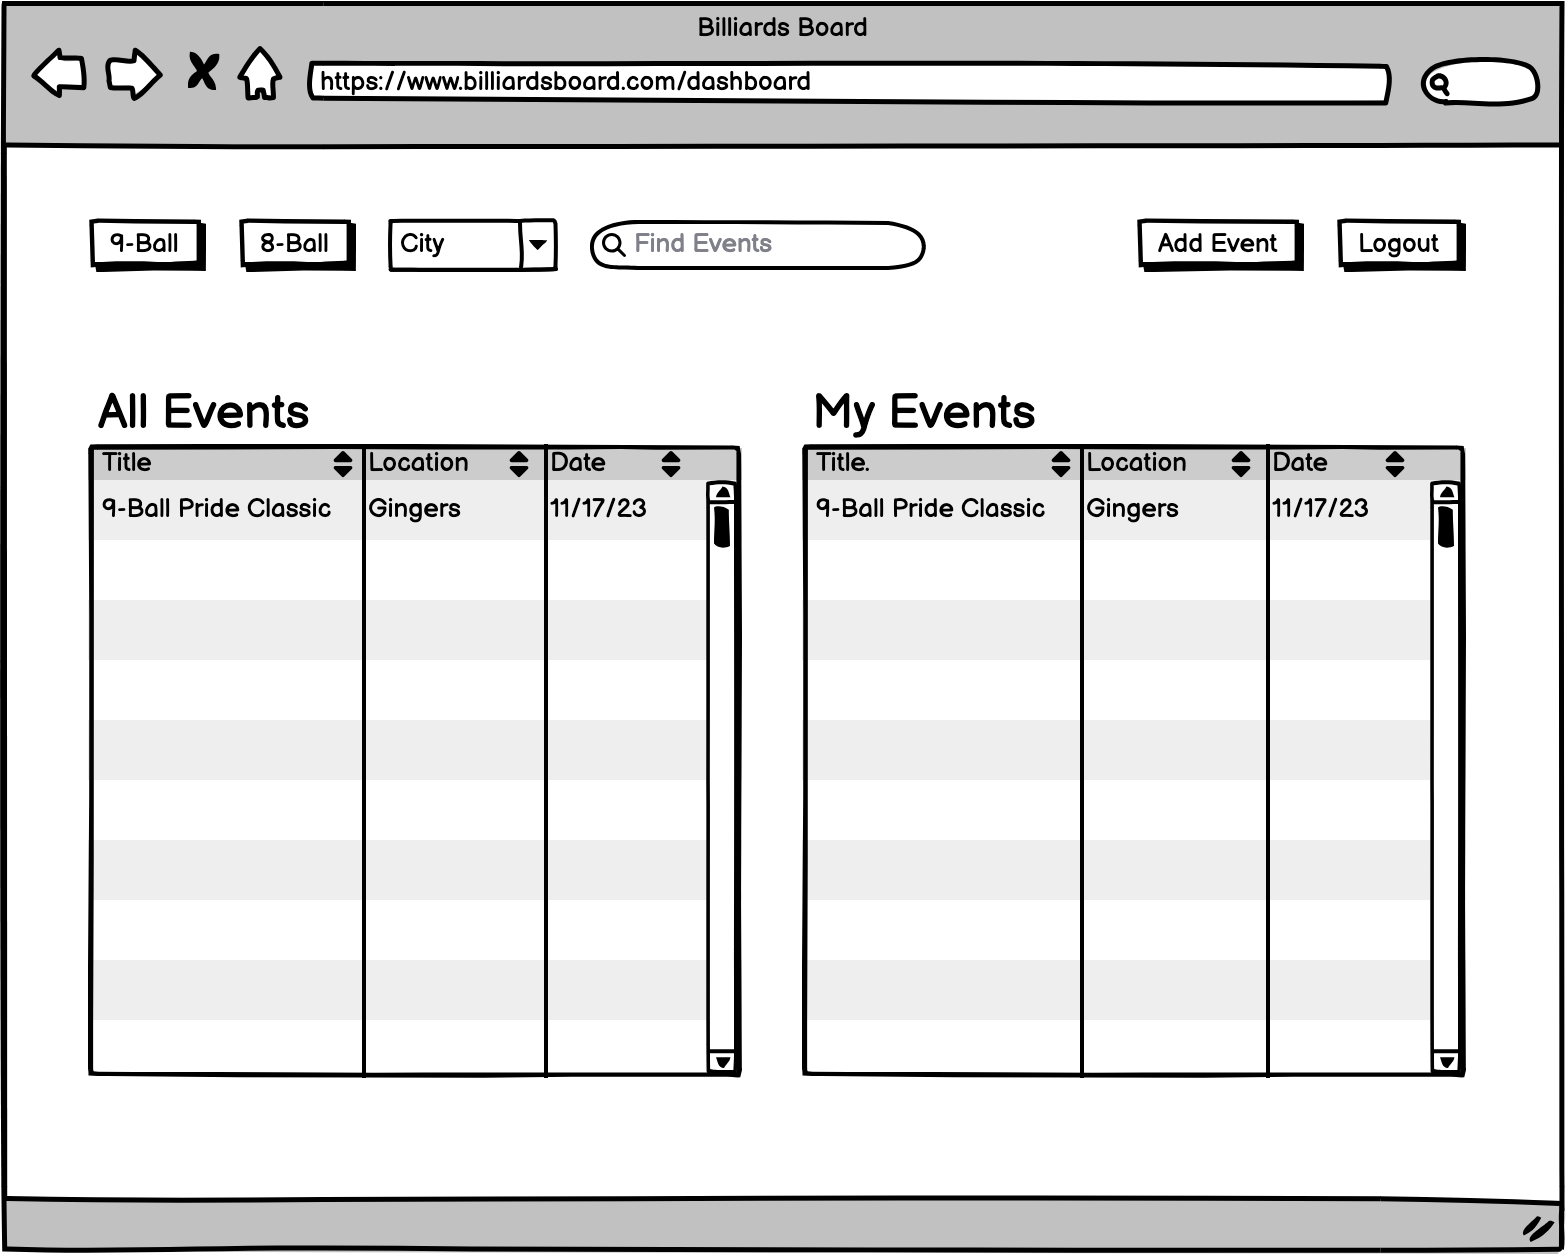 Billiards Board
https://www.billiardsboard.com/dashboard
9-Ball 8-Ball City Find Events Add Event Logout
All Events
Title Location Date
9-Ball Pride Classic Gingers 11/17/23
My Events
Title. Location Date
9-Ball Pride Classic Gingers 11/17/23